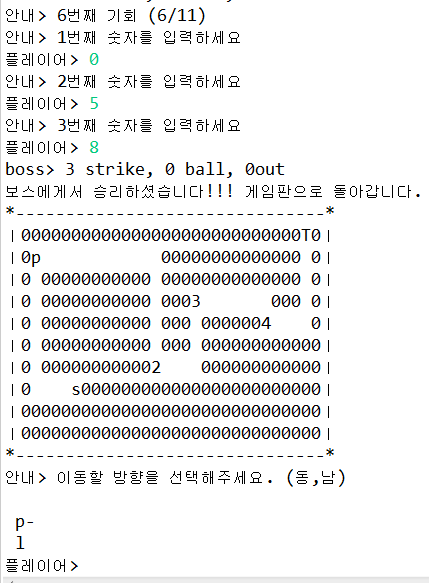 안내> 6번째 기회 (6/11)
안내> 1번째 숫자를 입력하세요
플레이어> 0
안내> 2번째 숫자를 입력하세요
플레이어> 5
안내> 3번째 숫자를 입력하세요
플레이어> 8
boss> 3 strike, 0 ball, 0out
보스에게서 승리하셨습니다!!! 게임판으로 돌아갑니다.
*-------------------------------*
|0000000000000000000000000000T0|
|0p            00000000000000 0|
|0 00000000000 00000000000000 0|
|0 00000000000 0003       000 0|
|0 00000000000 000 0000004    0|
|0 00000000000 000 000000000000|
|0 000000000002    000000000000|
|0    s000000000000000000000000|
|000000000000000000000000000000|
|000000000000000000000000000000|
*-------------------------------*
안내> 이동할 방향을 선택해주세요. (동,남)
p-
l
플레이어>